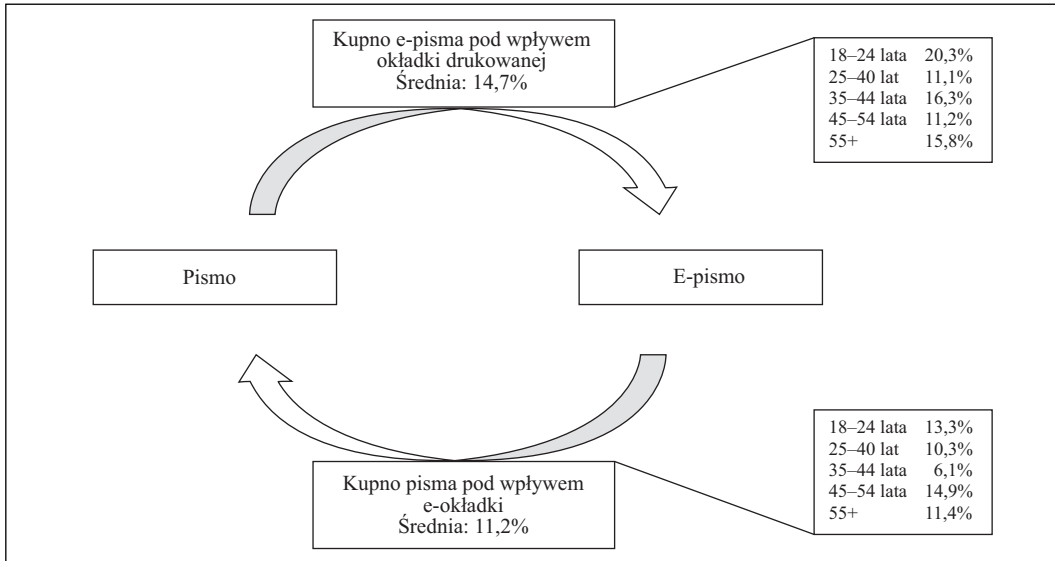 Kupno e-pisma pod wpływem
okładki drukowanej
Średnia: 14,7%
18–24 lata 20,3%
25–40 lat 11,1%
35–44 lata 16,3%
45–54 lata 11,2%
55+ 15,8%
Pismo
E-pismo
Kupno pisma pod wpływem
e-okładki
Średnia: 11,2%
18–24 lata 13,3%
25–40 lat 10,3%
35–44 lata 6,1%
45–54 lata 14,9%
55+ 11,4%